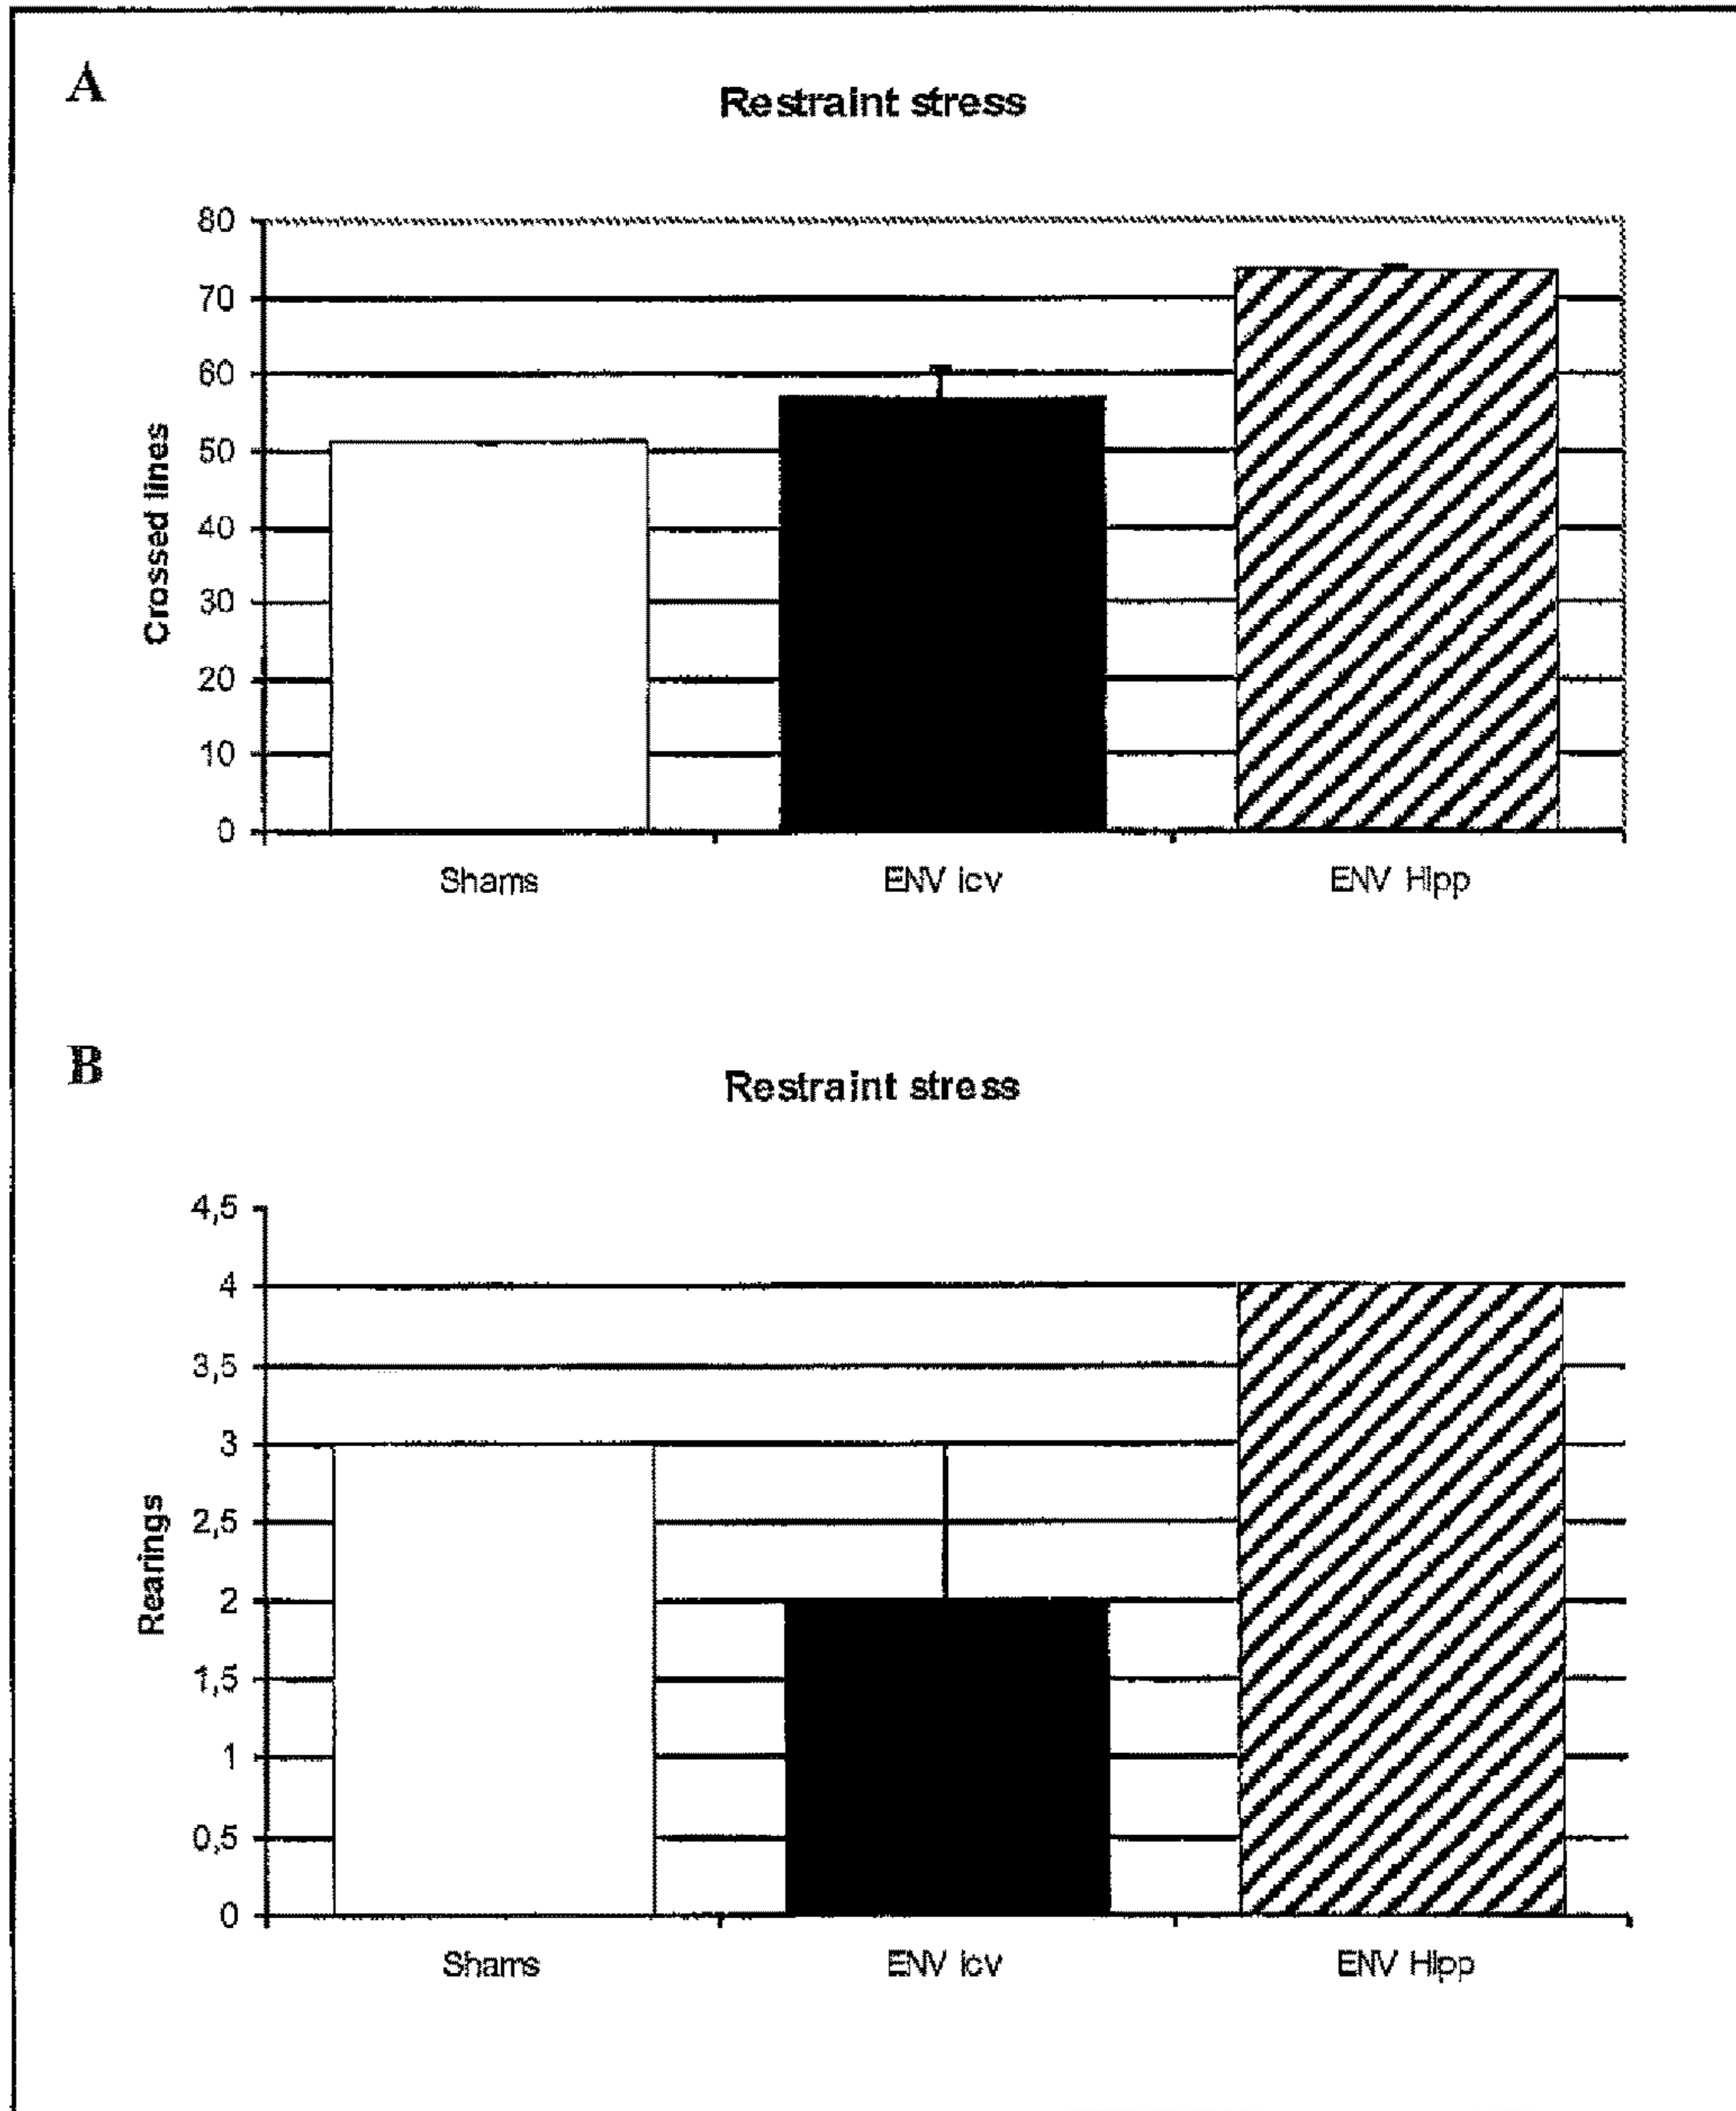 A
Restraint stress
80
70
60
50
40
30
20
10
0
Crossed lines
Shams ENV icv ENV Hipp
B
Restraint stress
4,5
4
3,5
3
2,5
2
1,5
1
0,5
0
Rearings
Shams ENV icv ENV Hipp